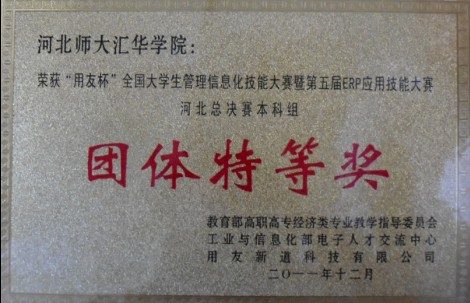 河北师大汇华学院：
荣获“用友杯”全国大学生管理信息化技能大赛暨第五届ERP应用技能大赛
河北总决赛本科组
团体特等奖
教育部高职高专经济类专业教学指导委员会
工业与信息化部电子人才交流中心
用友新道科技有限公司
二〇一一年十二月